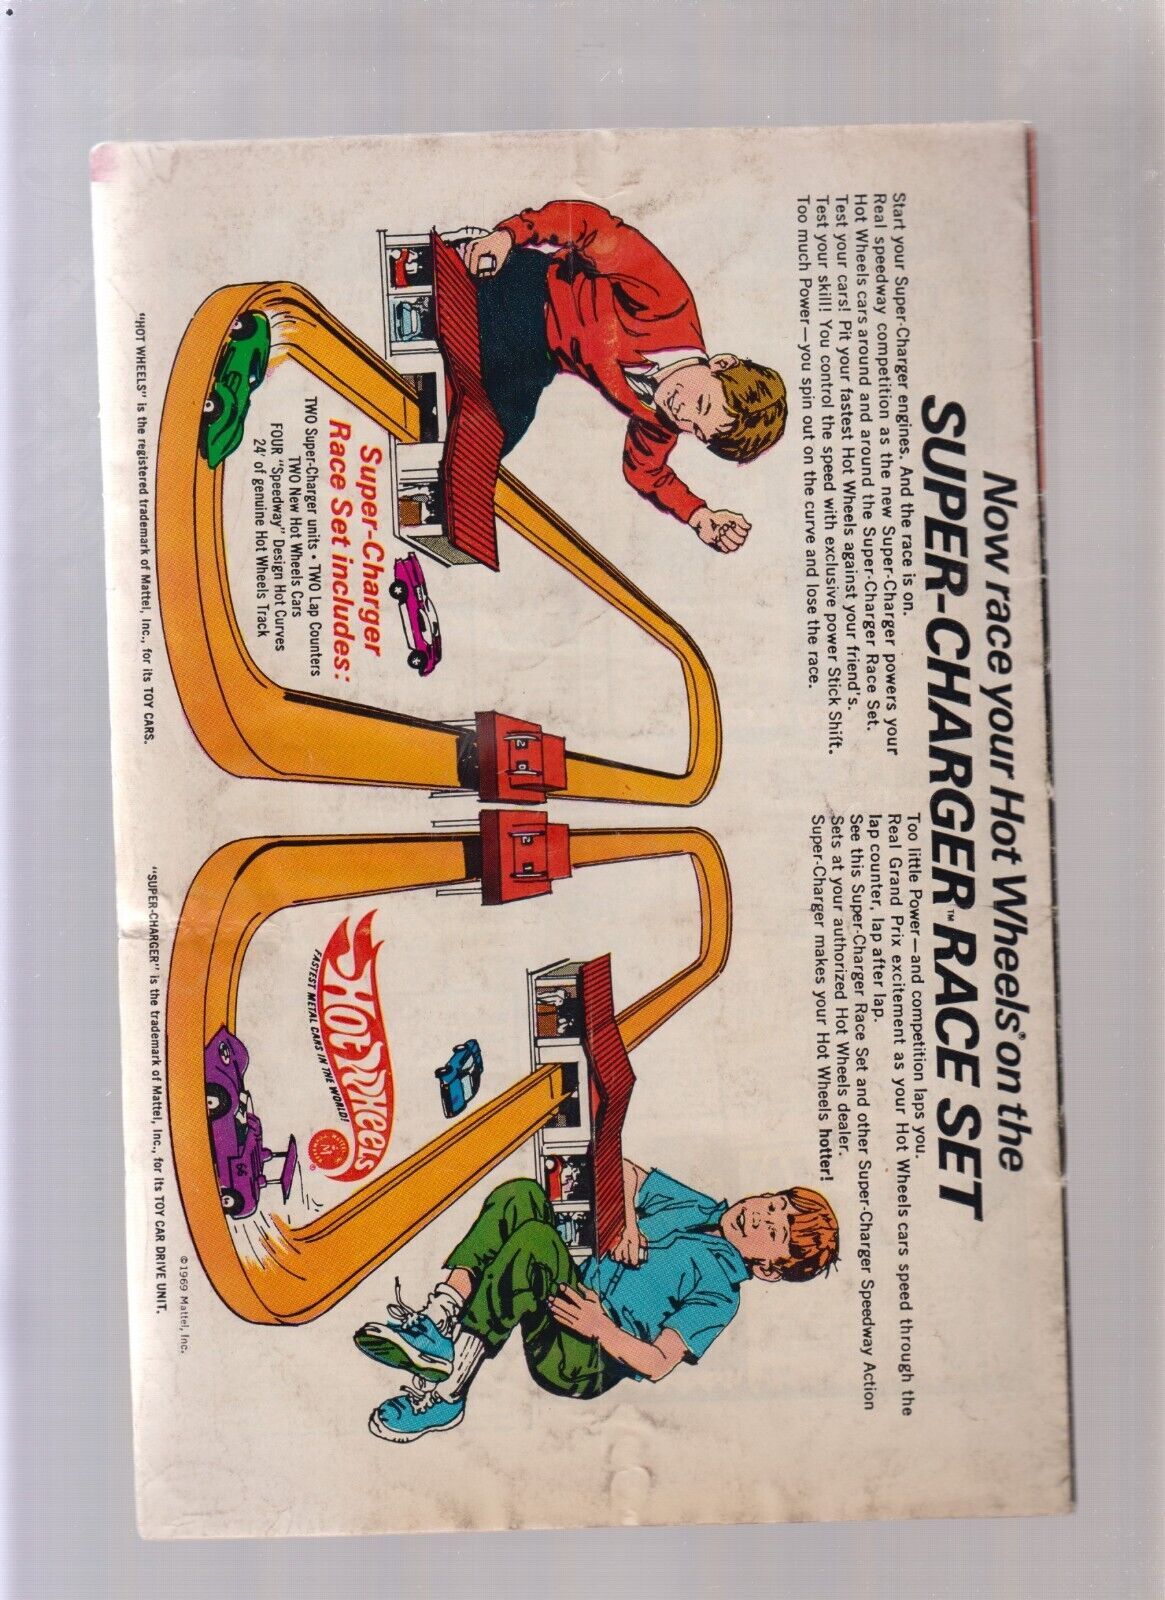 Now race your Hot Wheels® on the
SUPER-CHARGER™ RACE SET
Start your Super-Charger engines. And the race is on.
Real speedway competition as the new Super-Charger powers your
Hot Wheels cars around and around the Super-Charger Race Set.
Test your cars! Pit your fastest Hot Wheels against your friend's.
Test your skill! You control the speed with exclusive power Stick Shift.
Too much Power—you spin out on the curve and lose the race.
Too little Power—and competition laps you.
Real Grand Prix excitement as your Hot Wheels cars speed through the
lap counter, lap after lap.
See this Super-Charger Race Set and other Super-Charger Speedway Action
Sets at your authorized Hot Wheels dealer.
Super-Charger makes your Hot Wheels hotter!
2 0
2 1
Super-Charger
Race Set includes:
TWO Super-Charger units • TWO Lap Counters
TWO New Hot Wheels Cars
FOUR "Speedway" Design Hot Curves
24' of genuine Hot Wheels Track
HOT WHEELS
FASTEST METAL CARS IN THE WORLD!
®
66
"HOT WHEELS" is the registered trademark of Mattel, Inc., for its TOY CARS.
"SUPER-CHARGER" is the trademark of Mattel, Inc., for its TOY CAR DRIVE UNIT.
©1969 Mattel, Inc.